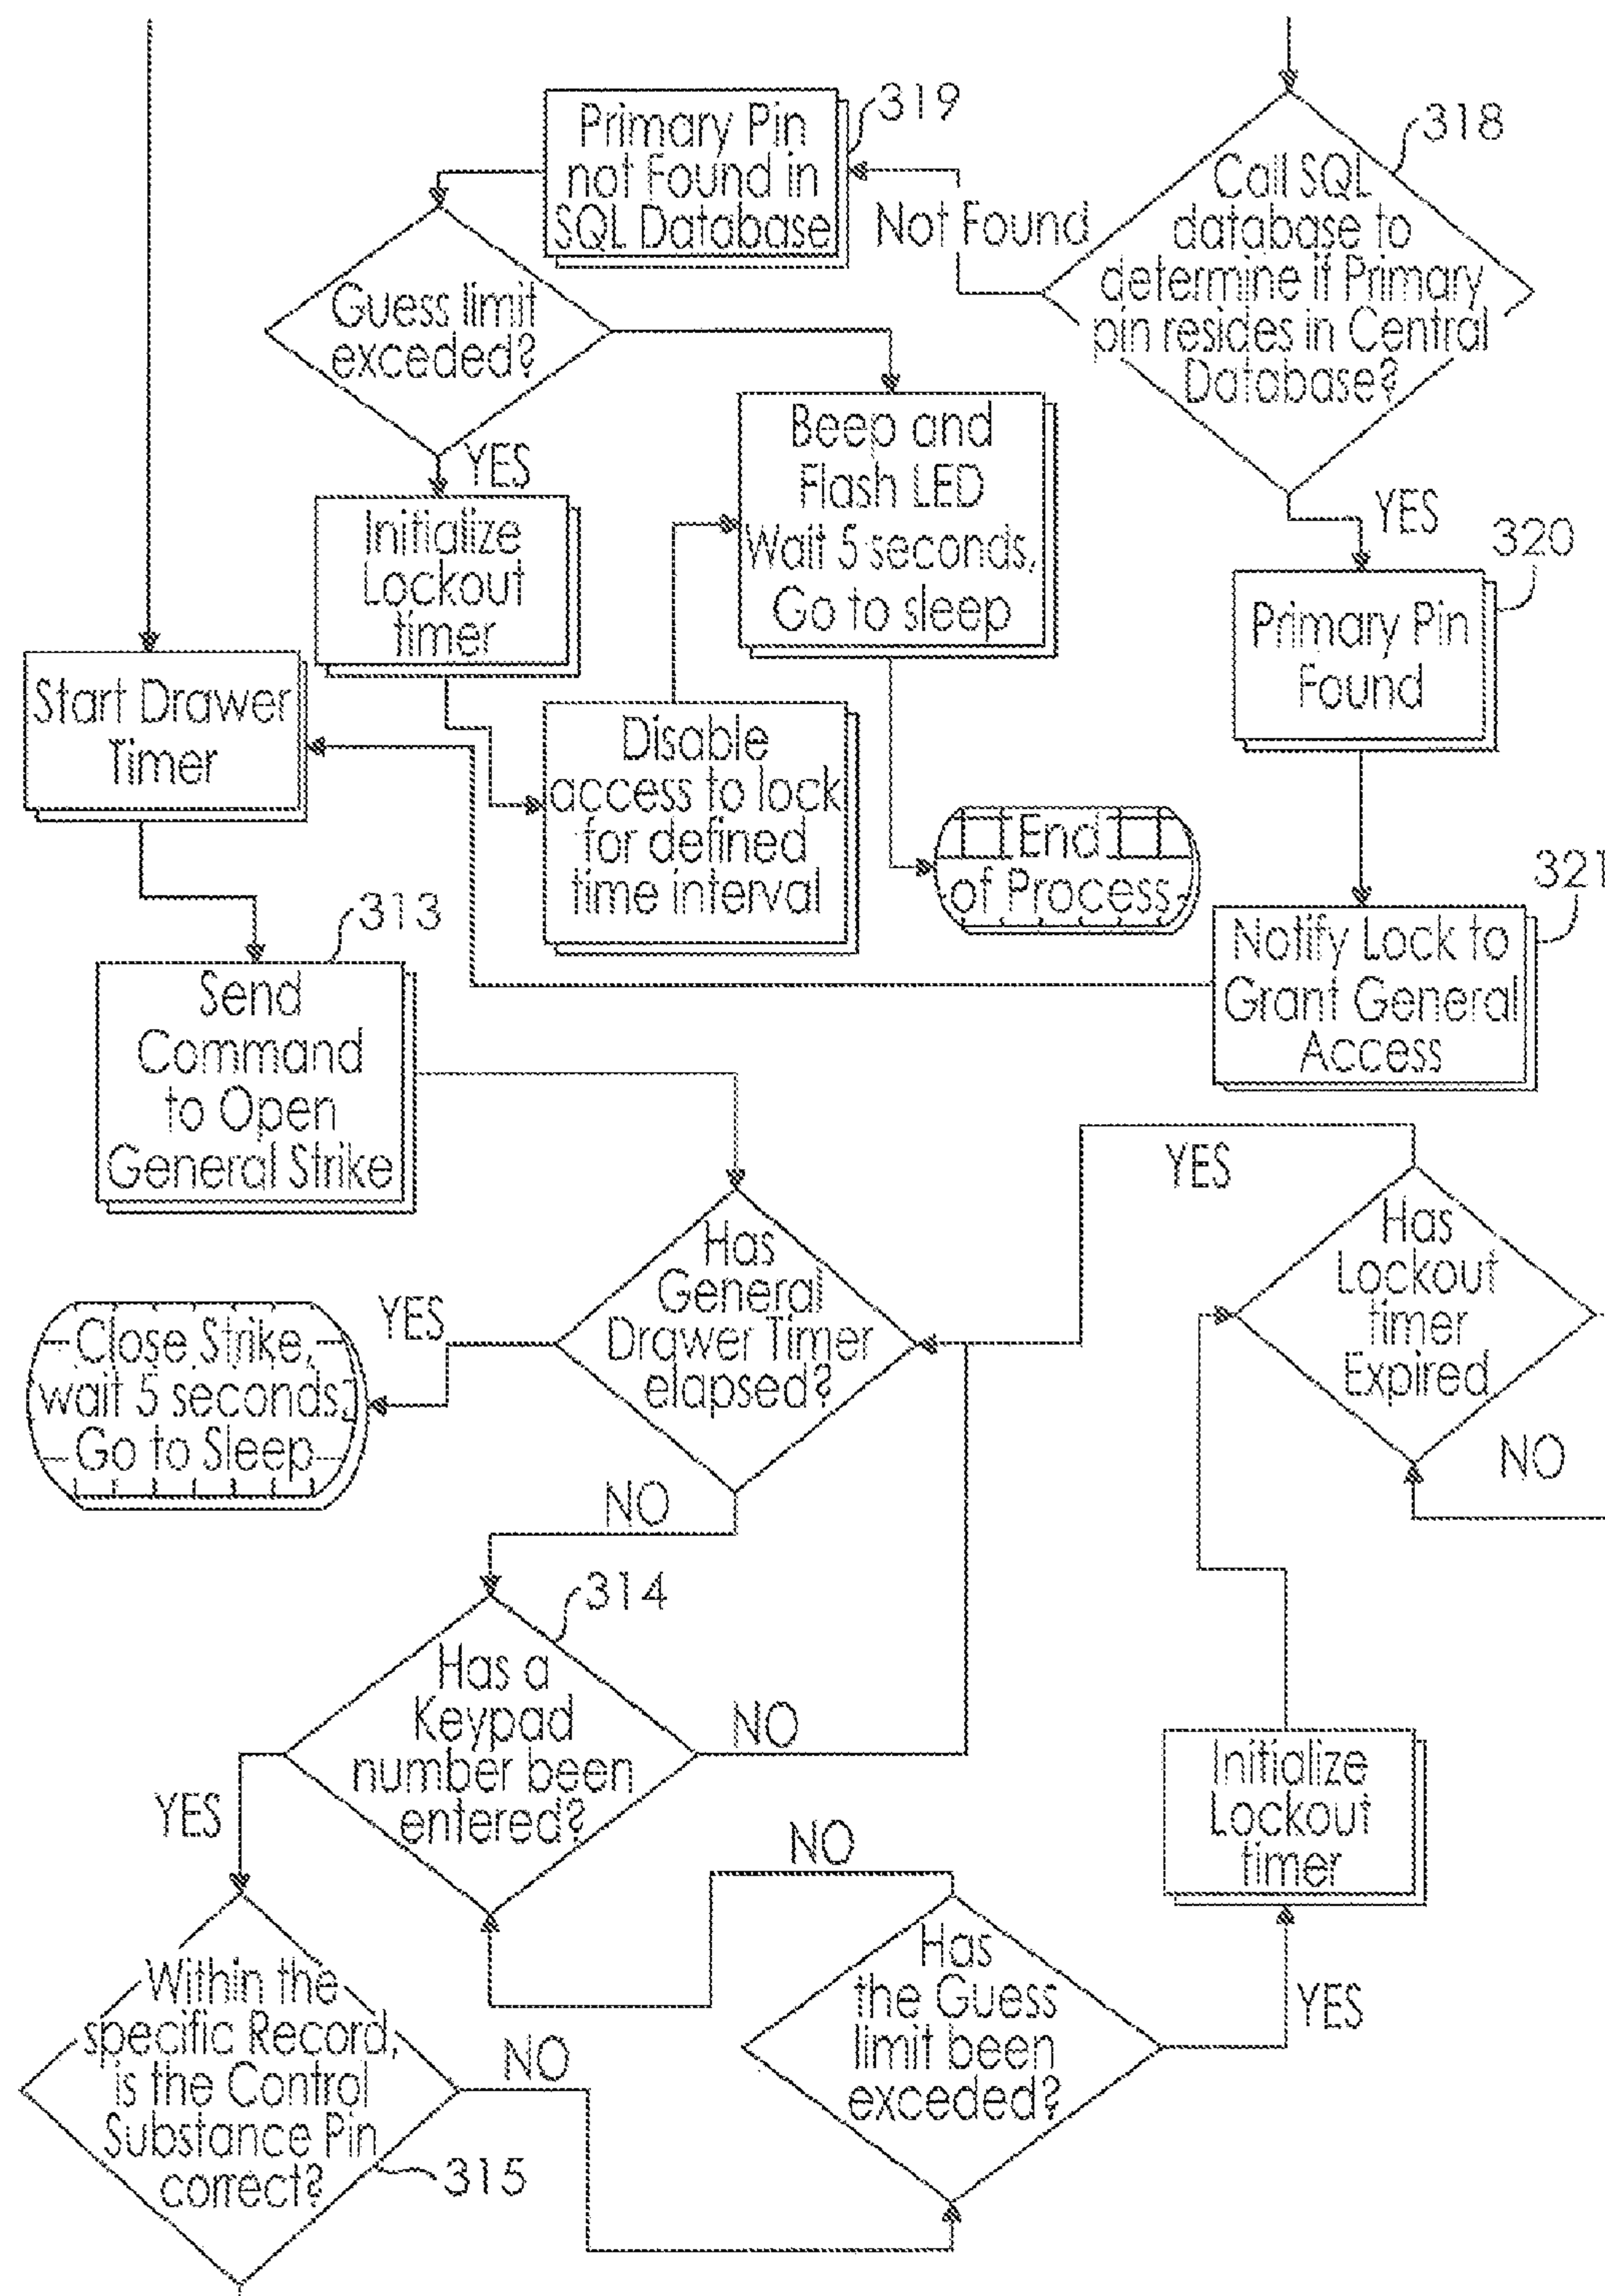 319
Primary Pin
not Found in
SQL Database
318
Call SQL
database to
determine if Primary
pin resides in Central
Database?
Not Found
Guess limit
exceded?
YES
Beep and
Flash LED
Wait 5 seconds,
Go to sleep
Initialize
Lockout
timer
YES
320
Primary Pin
Found
Start Drawer
Timer
Disable
access to lock
for defined
time interval
End
of Process
321
Notify Lock to
Grant General
Access
313
Send
Command
to Open
General Strike
YES
Has
General
Drawer Timer
elapsed?
Has
Lockout
timer
Expired
YES
Close Strike,
wait 5 seconds,
Go to Sleep
NO
NO
314
Has a
Keypad
number been
entered?
NO
YES
Initialize
Lockout
timer
NO
Has
the Guess
limit been
exceded?
YES
Within the
specific Record,
is the Control
Substance Pin
correct?
NO
315